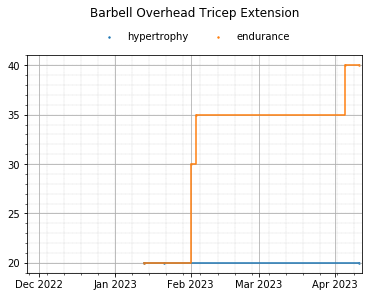 Barbell Overhead Tricep Extension
hypertrophy endurance
40
35
30
25
20
Dec 2022 Jan 2023 Feb 2023 Mar 2023 Apr 2023